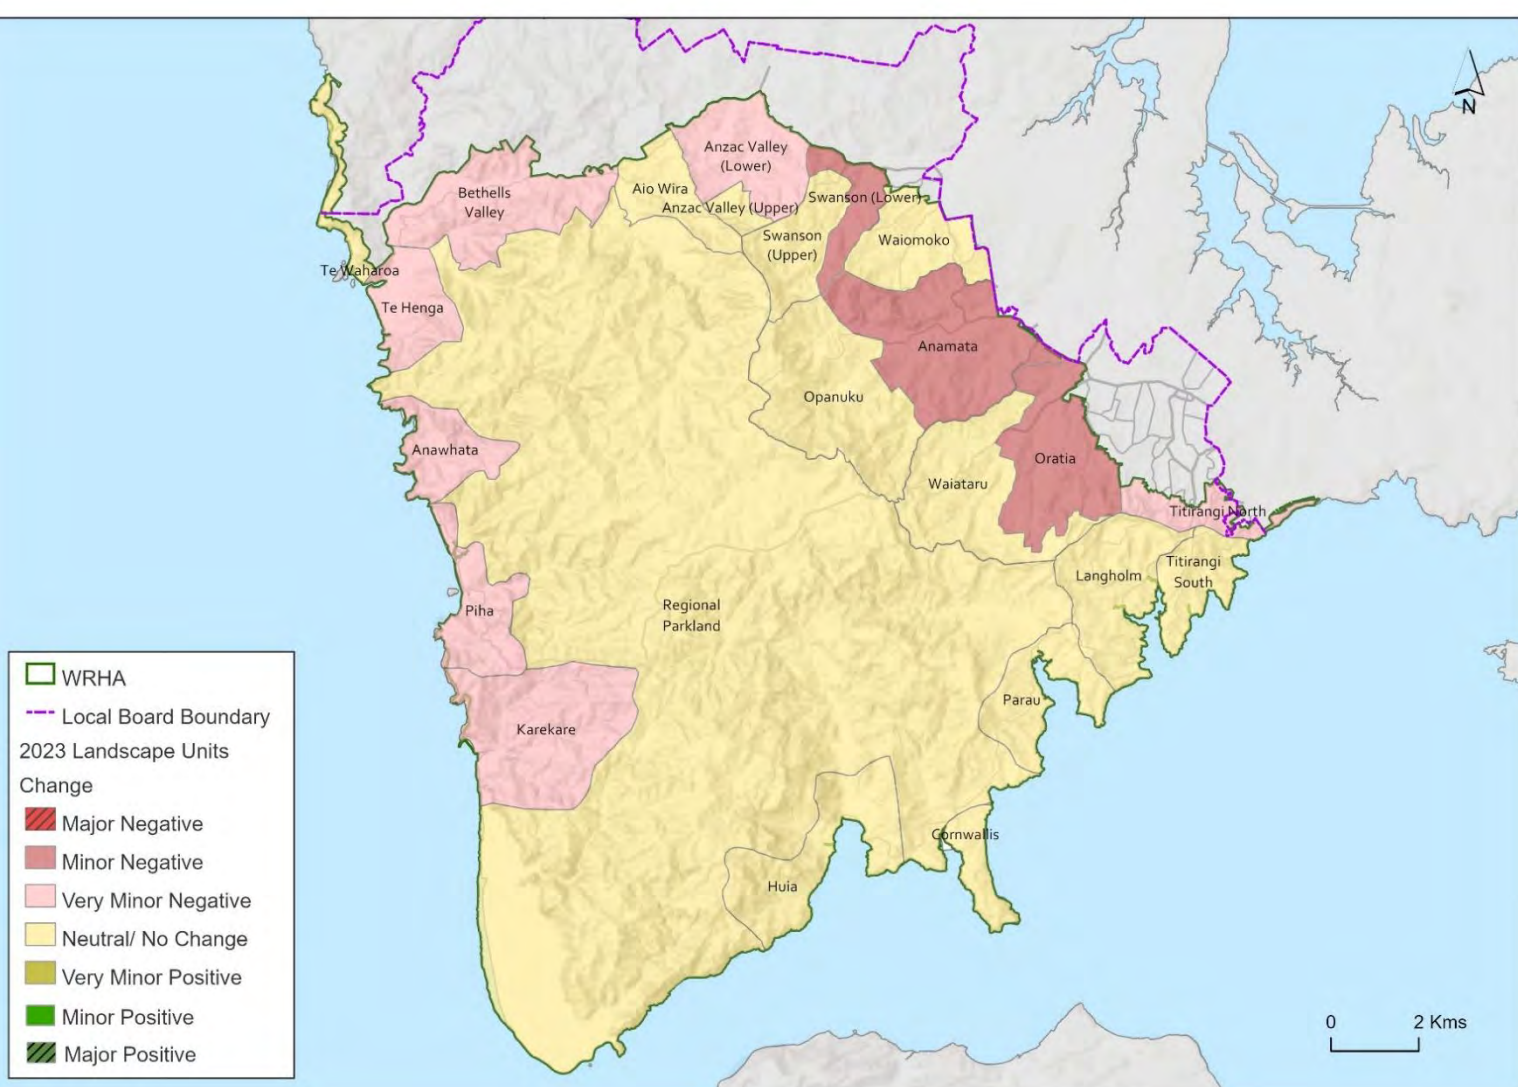 N
Anzac Valley
(Lower)
Bethells
Valley
Aio Wira
Anzac Valley (Upper)
Swanson (Lower)
Swanson
(Upper)
Waiomoko
Te Waharoa
Te Henga
Anamata
Opanuku
Anawhata
Waiataru
Oratia
Titirangi North
Langholm
Titirangi
South
Piha
Regional
Parkland
Parau
Karekare
Cornwallis
Huia
WRHA
Local Board Boundary
2023 Landscape Units
Change
Major Negative
Minor Negative
Very Minor Negative
Neutral/ No Change
Very Minor Positive
Minor Positive
Major Positive
0 2 Kms